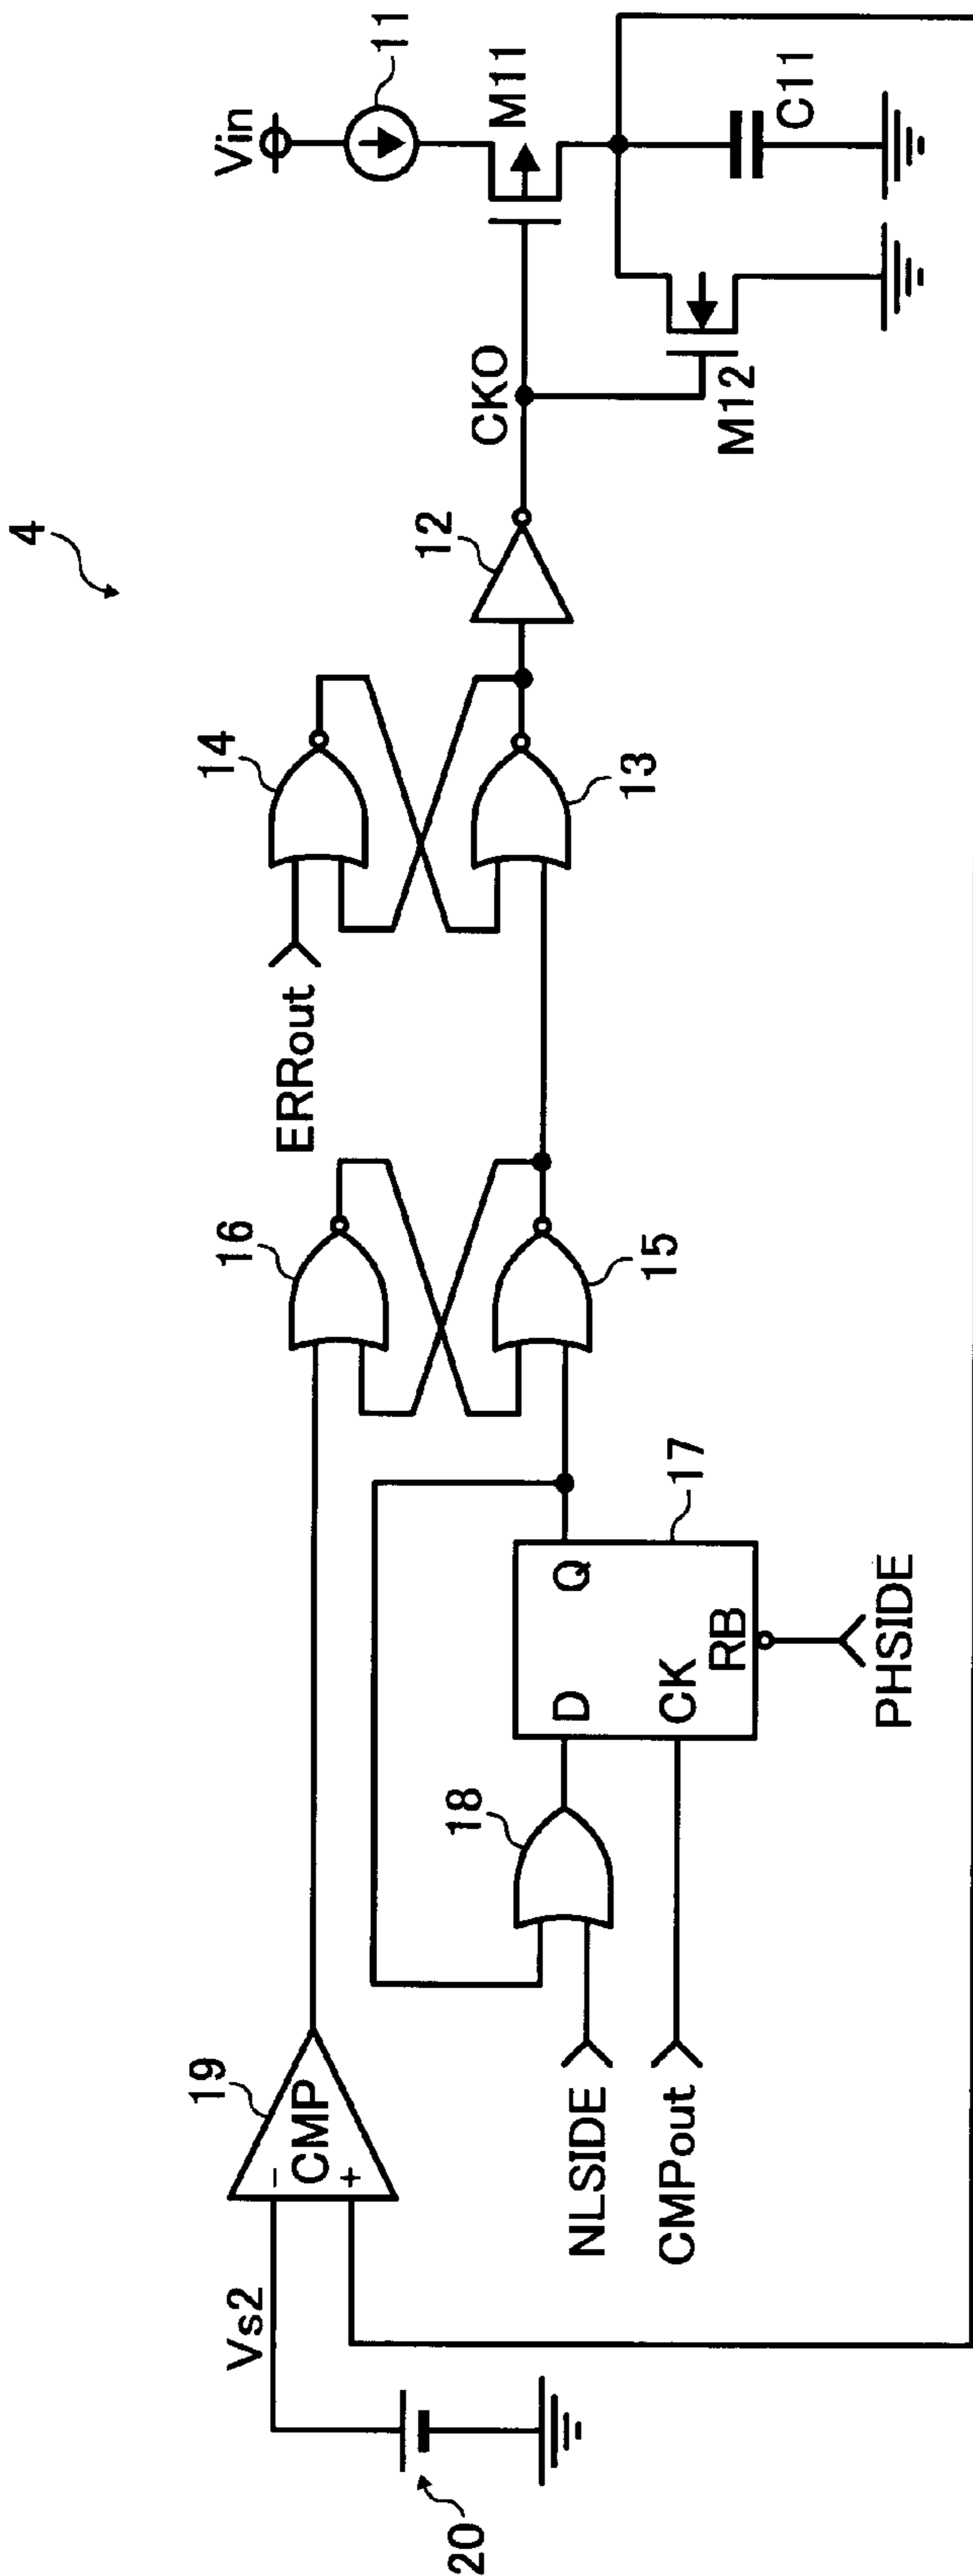 4
Vin
11
M11
C11
CKO
M12
12
14
13
ERRout
16
15
17
Q
D
CK
RB
PHSIDE
18
NLSIDE
CMPout
19
CMP
−
+
Vs2
20